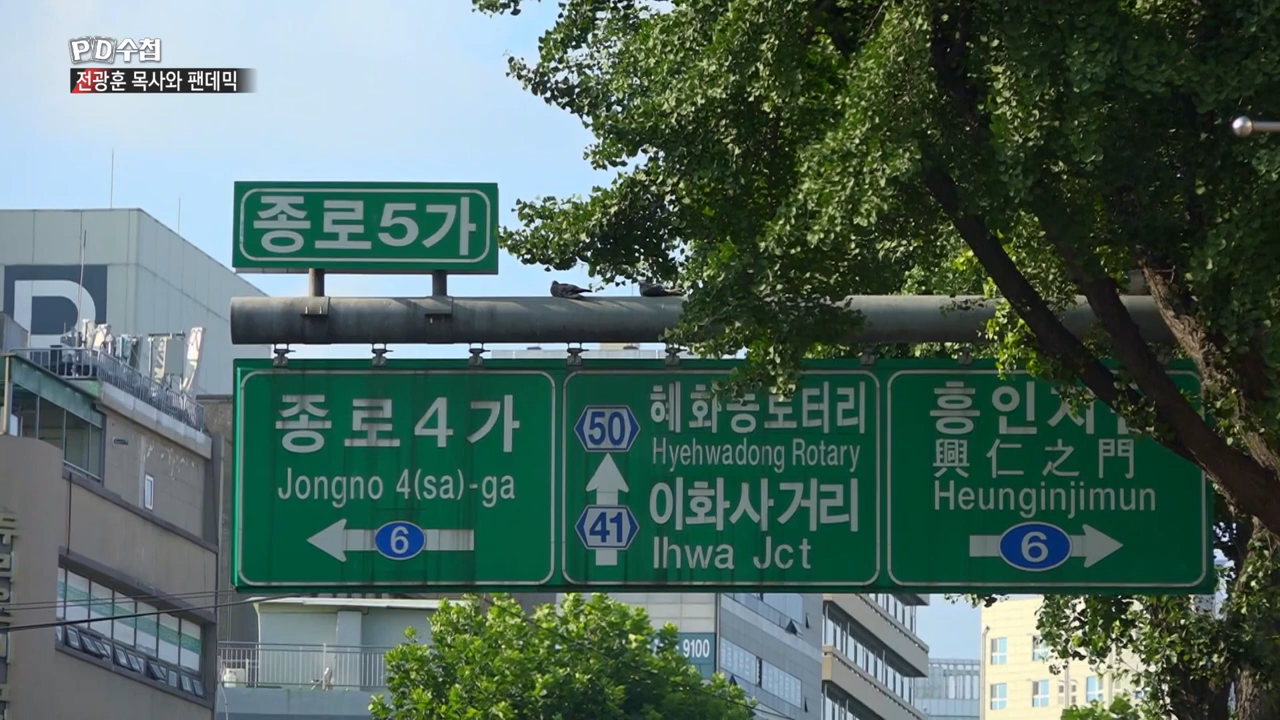 PD수첩
전광훈 목사와 팬데믹
P
종로5가
종로4가
Jongno 4(sa)-ga
6
50
혜화동로터리
Hyehwadong Rotary
이화사거리
41
Ihwa Jct
흥인지문
興仁之門
Heunginjimun
6
9100